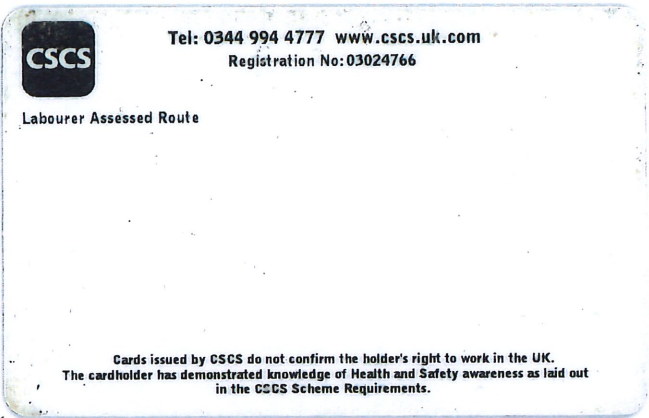 CSCS
Tel: 0344 994 4777 www.cscs.uk.com
Registration No:03024766
Labourer Assessed Route
Cards issued by CSCS do not confirm the holder's right to work in the UK.
The cardholder has demonstrated knowledge of Health and Safety awareness as laid out
in the CSCS Scheme Requirements.